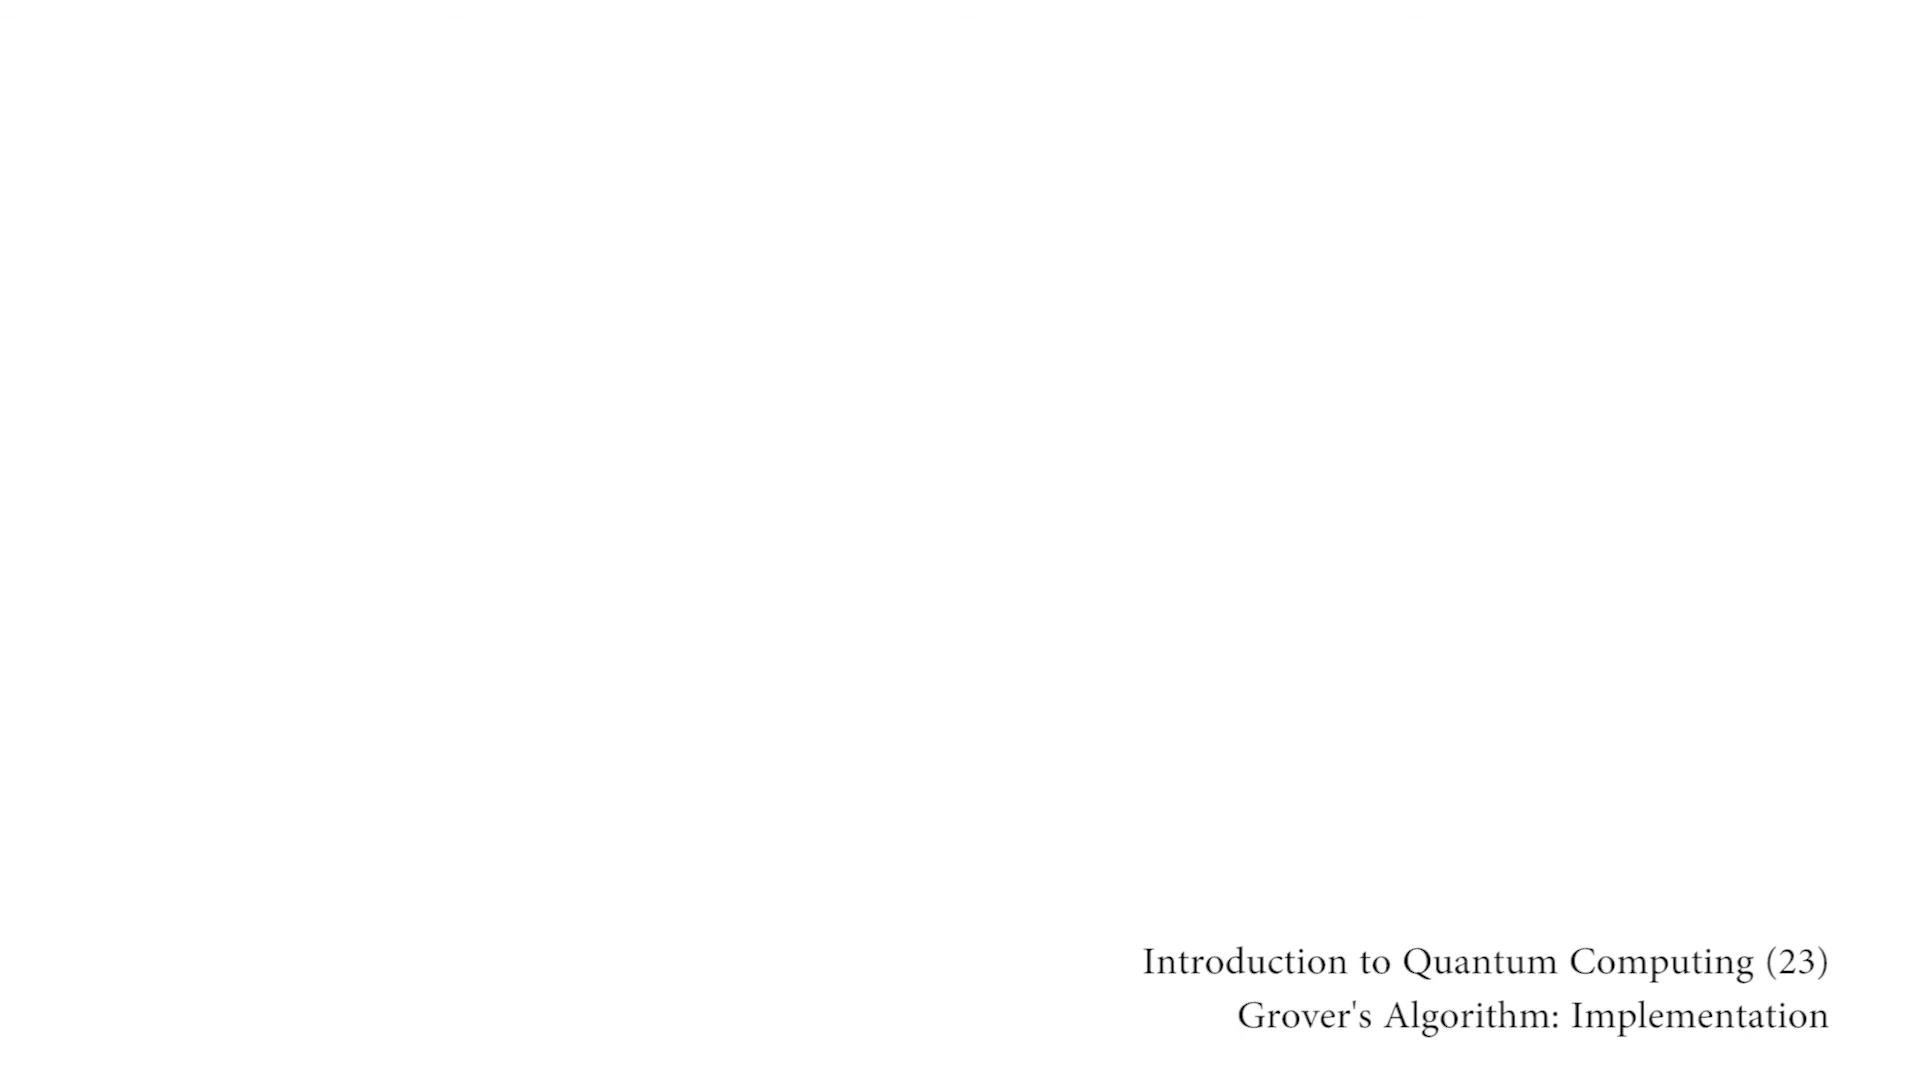 Introduction to Quantum Computing (23)
Grover's Algorithm: Implementation